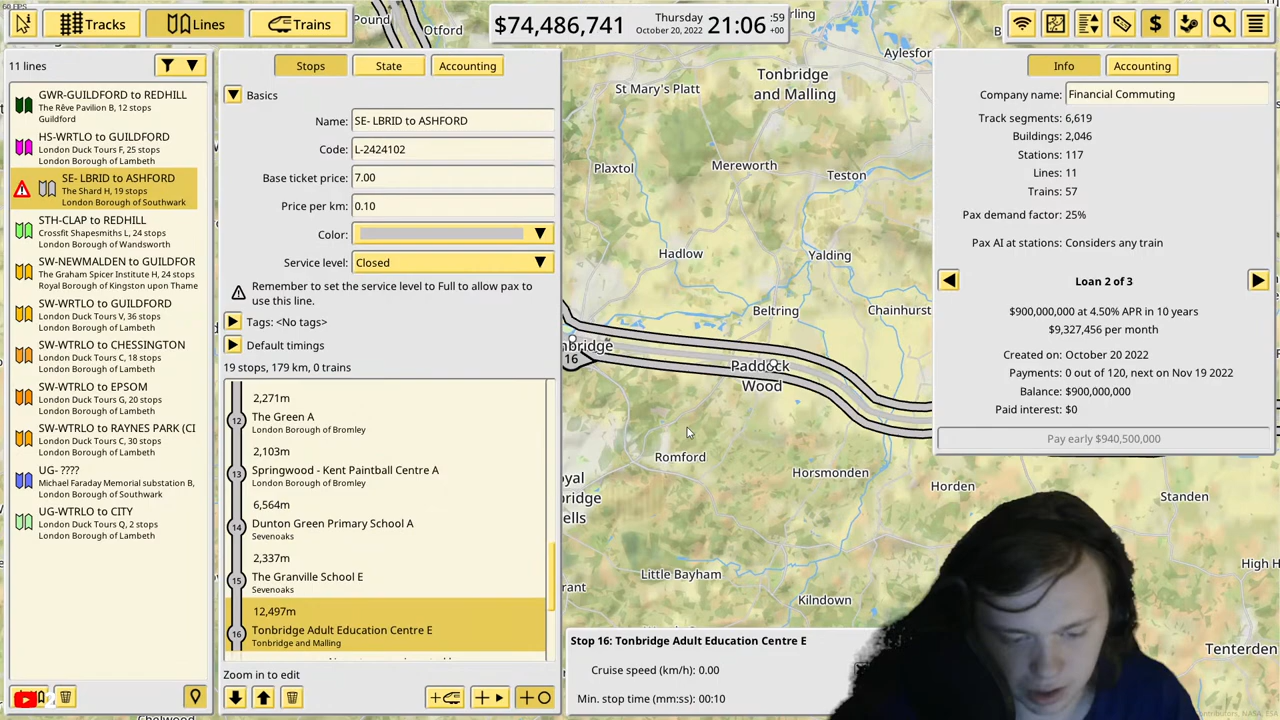 60 FPS
Tracks
Lines
Trains
$74,486,741
Thursday
October 20, 2022
21:06
:59
+00
11 lines
GWR-GUILDFORD to REDHILL
The Rêve Pavilion B, 12 stops
Guildford
HS-WRTLO to GUILDFORD
London Duck Tours F, 25 stops
London Borough of Lambeth
SE- LBRID to ASHFORD
The Shard H, 19 stops
London Borough of Southwark
STH-CLAP to REDHILL
Crossfit Shapesmiths L, 24 stops
London Borough of Wandsworth
SW-NEWMALDEN to GUILDFOR
The Graham Spicer Institute H, 24 stops
Royal Borough of Kingston upon Thame
SW-WRTLO to GUILDFORD
London Duck Tours V, 36 stops
London Borough of Lambeth
SW-WRTLO to CHESSINGTON
London Duck Tours C, 18 stops
London Borough of Lambeth
SW-WRTLO to EPSOM
London Duck Tours G, 20 stops
London Borough of Lambeth
SW-WRTLO to RAYNES PARK (CI
London Duck Tours C, 30 stops
London Borough of Lambeth
UG- ????
Michael Faraday Memorial substation B,
London Borough of Southwark
UG-WTRLO to CITY
London Duck Tours Q, 2 stops
London Borough of Lambeth
Stops
State
Accounting
Basics
Name: SE- LBRID to ASHFORD
Code: L-2424102
Base ticket price: 7.00
Price per km: 0.10
Color:
Service level: Closed
Remember to set the service level to Full to allow pax to
use this line.
Tags: <No tags>
Default timings
19 stops, 179 km, 0 trains
2,271m
12
The Green A
London Borough of Bromley
2,103m
13
Springwood - Kent Paintball Centre A
London Borough of Bromley
6,564m
14
Dunton Green Primary School A
Sevenoaks
2,337m
15
The Granville School E
Sevenoaks
12,497m
16
Tonbridge Adult Education Centre E
Tonbridge and Malling
Zoom in to edit
Pound
Otford
St Mary's Platt
Tonbridge
and Malling
Aylesfor
Plaxtol
Mereworth
Teston
Hadlow
Yalding
Beltring
Chainhurst
nbridge
16
Paddock
Wood
Romford
Horsmonden
Horden
Standen
Little Bayham
Kilndown
High H
Tenterden
Stop 16: Tonbridge Adult Education Centre E
Cruise speed (km/h): 0.00
Min. stop time (mm:ss): 00:10
Info
Accounting
Company name: Financial Commuting
Track segments: 6,619
Buildings: 2,046
Stations: 117
Lines: 11
Trains: 57
Pax demand factor: 25%
Pax AI at stations: Considers any train
Loan 2 of 3
$900,000,000 at 4.50% APR in 10 years
$9,327,456 per month
Created on: October 20 2022
Payments: 0 out of 120, next on Nov 19 2022
Balance: $900,000,000
Paid interest: $0
Pay early $940,500,000